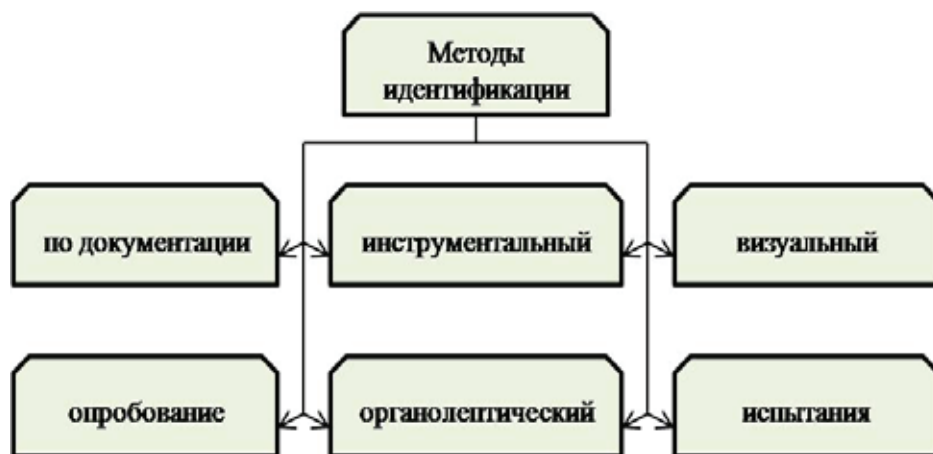 Методы
идентификации
по документации
инструментальный
визуальный
опробование
органолептический
испытания